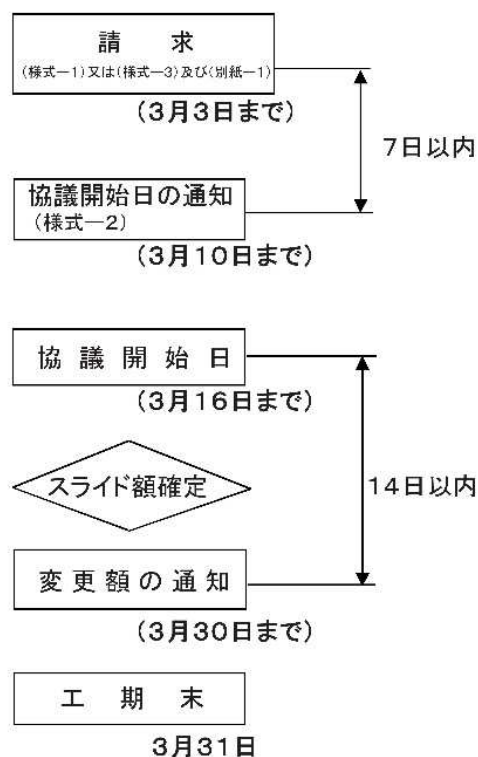 請求
(様式ー1)又は(様式ー3)及び(別紙ー1)
(3月3日まで)
7日以内
協議開始日の通知
(様式ー2)
(3月10日まで)
協議開始日
(3月16日まで)
スライド額確定
14日以内
変更額の通知
(3月30日まで)
工期末
3月31日